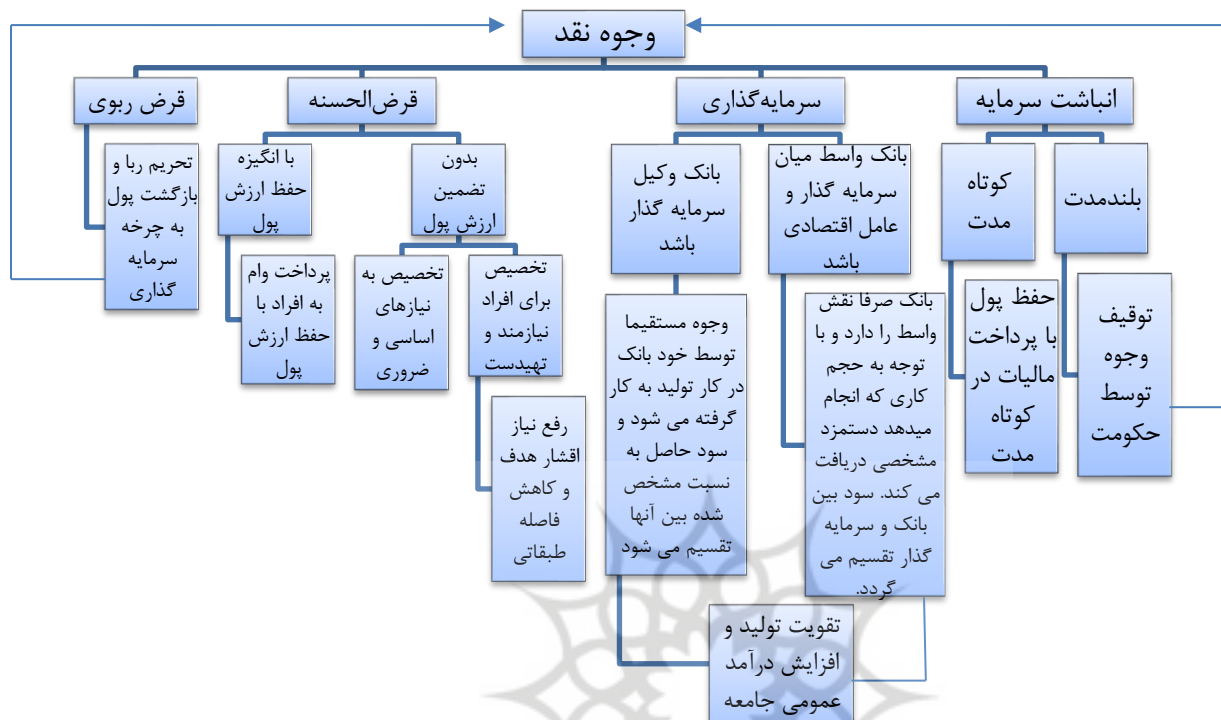 وجوه نقد
انباشت سرمایه
سرمایه‌گذاری
قرض‌الحسنه
قرض ربوی
بلندمدت
کوتاه
مدت
بانک واسط میان
سرمایه گذار و
عامل اقتصادی
باشد
بانک وکیل
سرمایه گذار
باشد
بدون
تضمین
ارزش پول
با انگیزه
حفظ ارزش
پول
تحریم ربا و
بازگشت پول
به چرخه
سرمایه
گذاری
توقیف
وجوه
توسط
حکومت
حفظ پول
با پرداخت
مالیات در
کوتاه
مدت
بانک صرفا نقش
واسط را دارد و با
توجه به حجم
کاری که انجام
میدهد دستمزد
مشخصی دریافت
می کند. سود بین
بانک و سرمایه
گذار تقسیم می
گردد.
وجوه مستقیما
توسط خود بانک
در کار تولید به کار
گرفته می شود و
سود حاصل به
نسبت مشخص
شده بین آنها
تقسیم می شود
تخصیص
برای افراد
نیازمند و
تهیدست
تخصیص به
نیازهای
اساسی و
ضروری
پرداخت وام
به افراد با
حفظ ارزش
پول
رفع نیاز
اقشار هدف
و کاهش
فاصله
طبقاتی
تقویت تولید و
افزایش درآمد
عمومی جامعه